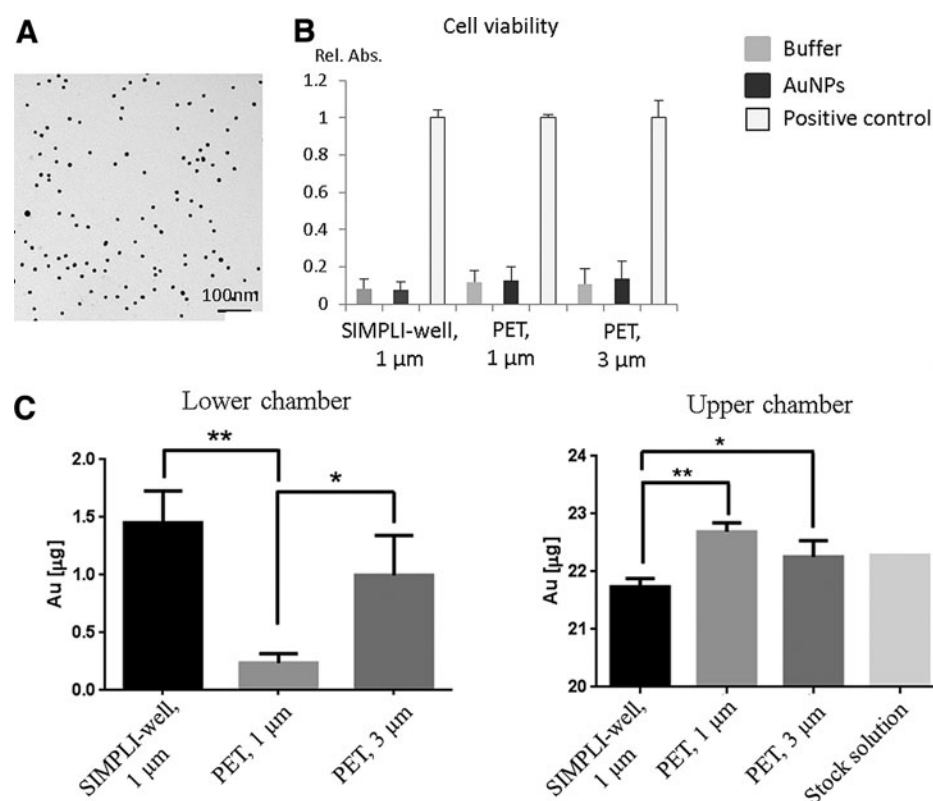 A
100nm
B
Cell viability
Rel. Abs.
1.2
1
0.8
0.6
0.4
0.2
0
SIMPLI-well,
1 µm
PET,
1 µm
PET,
3 µm
Buffer
AuNPs
Positive control
C
Lower chamber
Au [µg]
2.0
1.5
1.0
0.5
0.0
**
*
SIMPLI-well,
1 µm
PET, 1 µm
PET, 3 µm
Upper chamber
Au [µg]
24
23
22
21
20
*
**
SIMPLI-well,
1 µm
PET, 1 µm
PET, 3 µm
Stock solution